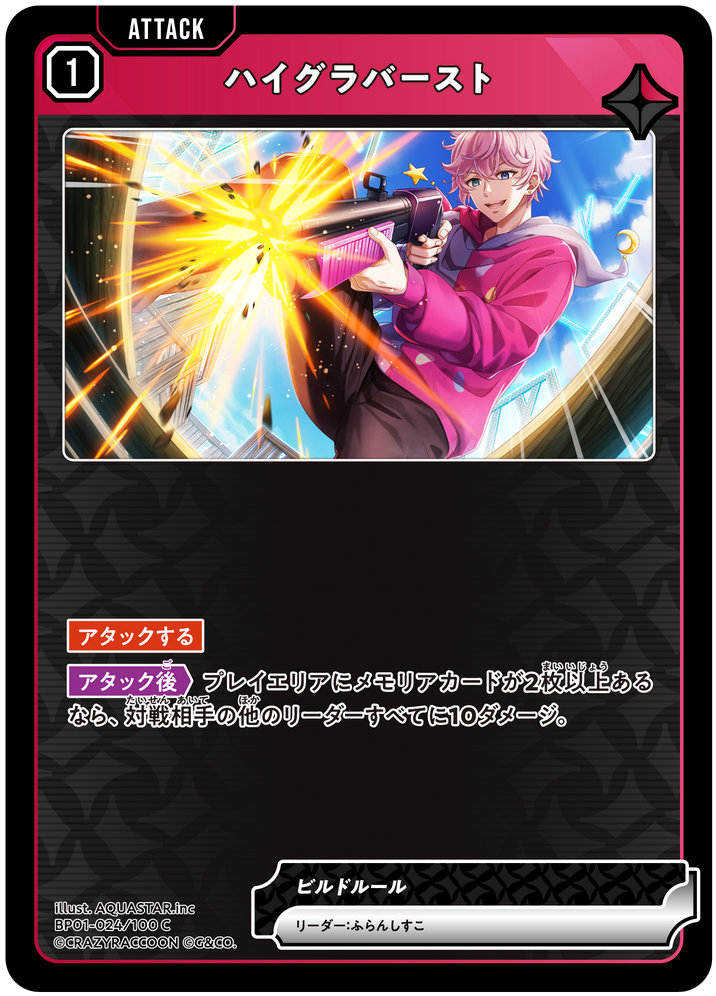 ATTACK
1
ハイグラバースト
アタックする
アタック後 プレイエリアにメモリアカードが2枚以上ある
なら、対戦相手の他のリーダーすべてに10ダメージ。
ビルドルール
リーダー:ふらんしすこ
illust. AQUASTAR.inc
BP01-024/100 C
©CRAZYRACCOON ©G&CO.